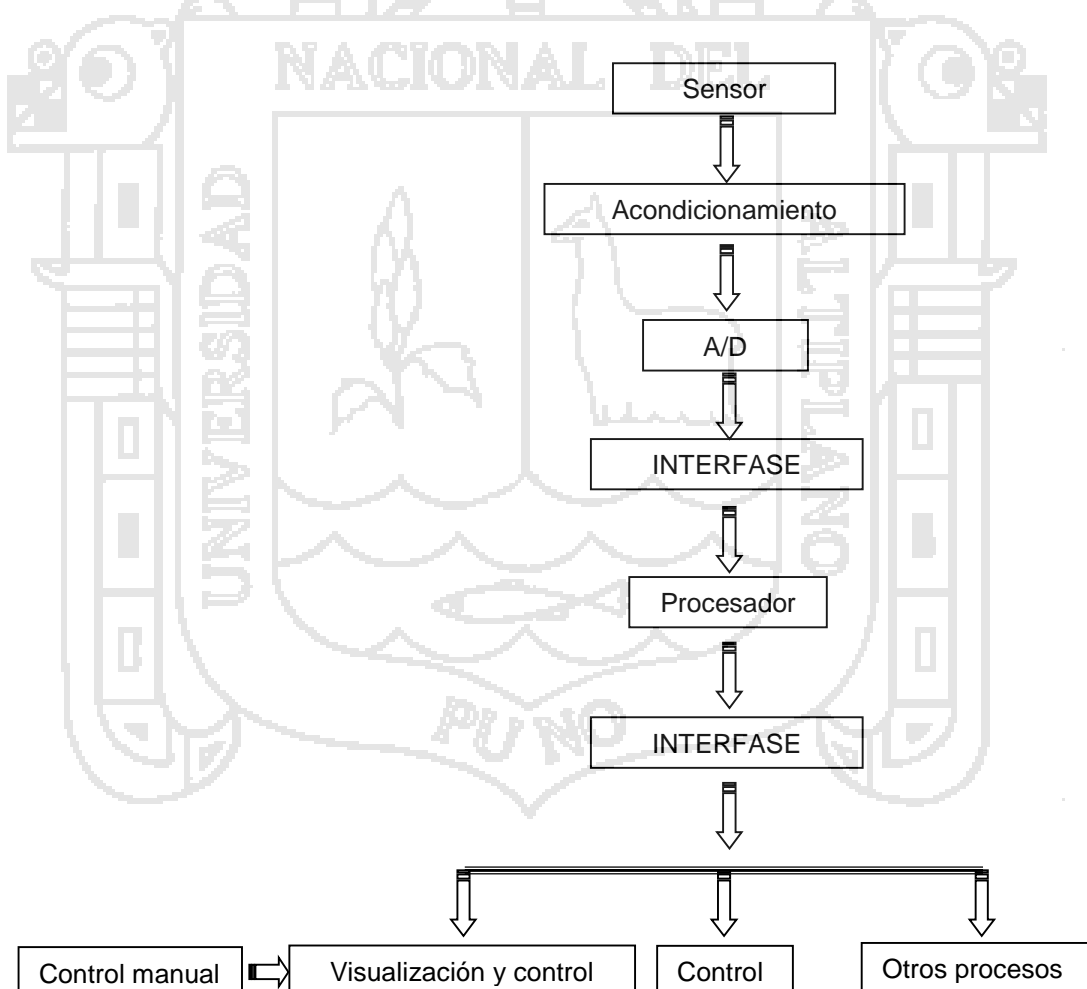 NACIONAL DEL
UNIVERSIDAD
ALTIPLANO
PUNO
Sensor
Acondicionamiento
A/D
INTERFASE
Procesador
INTERFASE
Control manual
Visualización y control
Control
Otros procesos